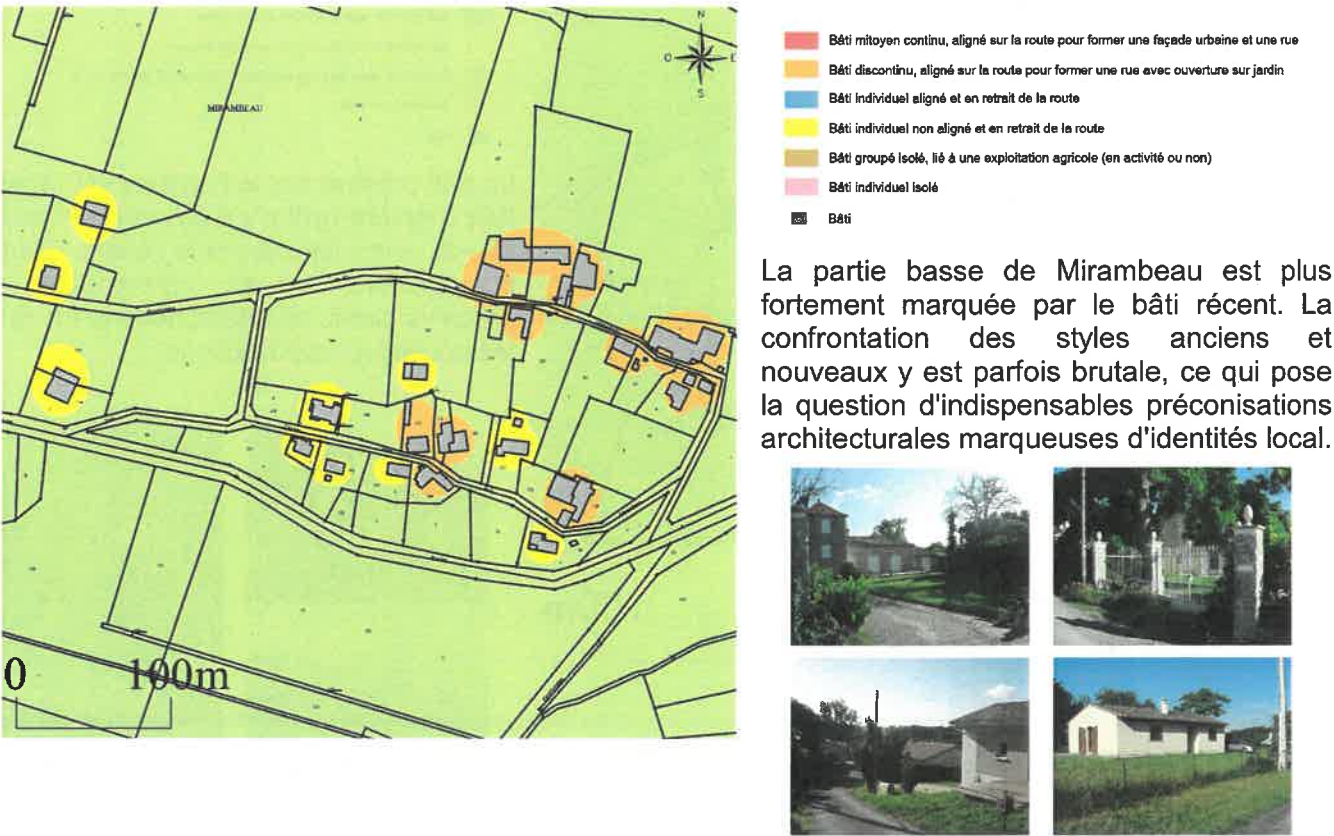 N
O
E
S
MIRAMBEAU
0
100m
Bâti mitoyen continu, aligné sur la route pour former une façade urbaine et une rue
Bâti discontinu, aligné sur la route pour former une rue avec ouverture sur jardin
Bâti individuel aligné et en retrait de la route
Bâti individuel non aligné et en retrait de la route
Bâti groupé isolé, lié à une exploitation agricole (en activité ou non)
Bâti individuel isolé
Bâti
La partie basse de Mirambeau est plus
fortement marquée par le bâti récent. La
confrontation des styles anciens et
nouveaux y est parfois brutale, ce qui pose
la question d'indispensables préconisations
architecturales marqueuses d'identités local.